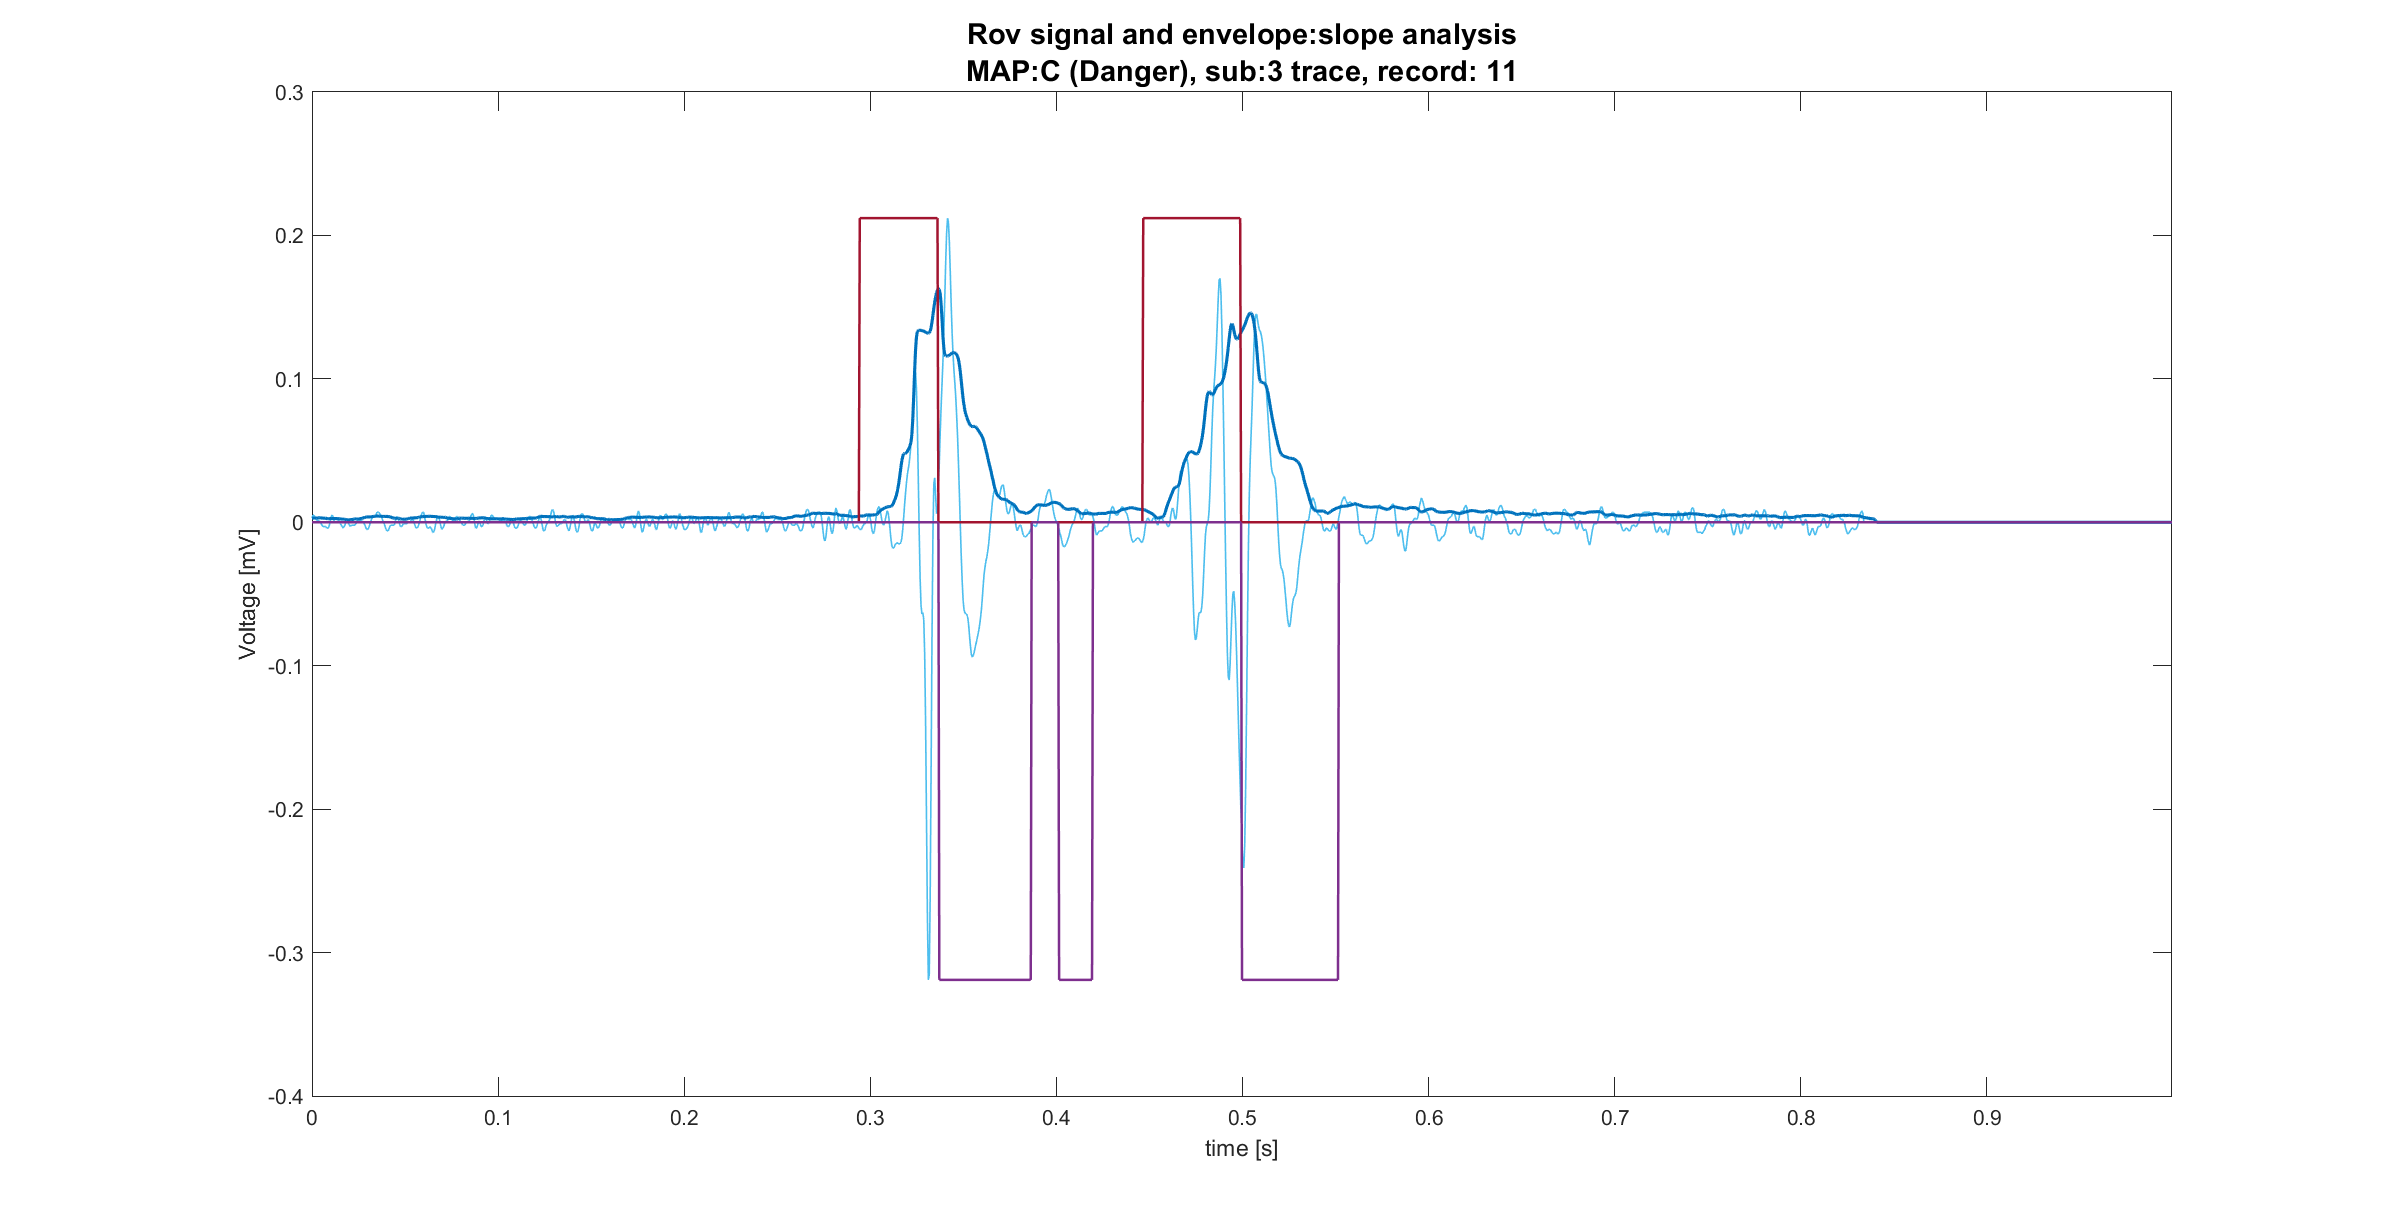 Rov signal and envelope:slope analysis
MAP:C (Danger), sub:3 trace, record: 11
0.3
0.2
0.1
0
-0.1
-0.2
-0.3
-0.4
Voltage [mV]
0 0.1 0.2 0.3 0.4 0.5 0.6 0.7 0.8 0.9
time [s]